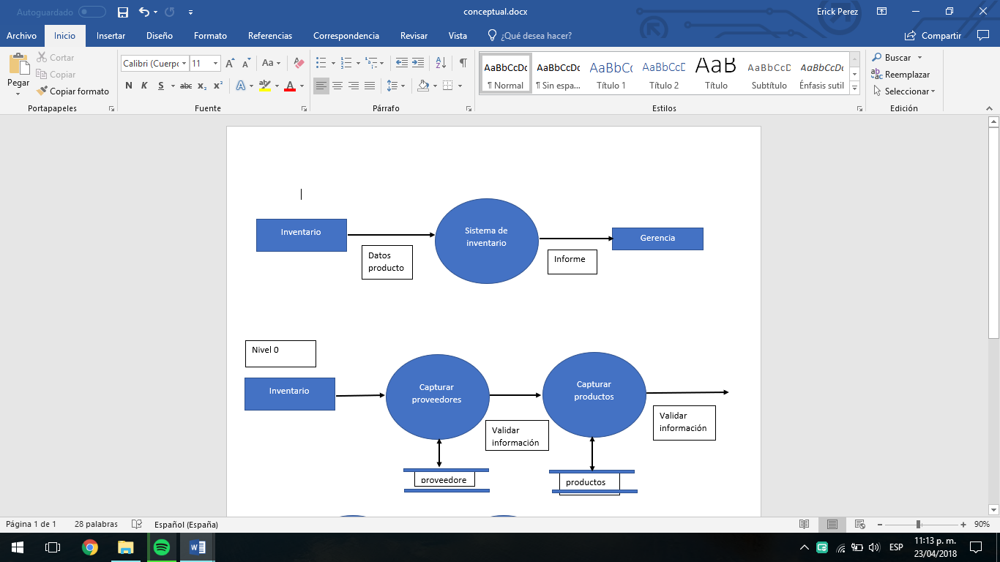 Autoguardado
conceptual.docx
Erick Perez
Archivo
Inicio
Insertar
Diseño
Formato
Referencias
Correspondencia
Revisar
Vista
¿Qué desea hacer?
Compartir
Pegar
Cortar
Copiar
Copiar formato
Portapapeles
Calibri (Cuerpo
11
Aa
N K S abc x₂ x²
Fuente
Párrafo
AaBbCcDc
¶ Normal
AaBbCcDc
¶ Sin espa...
AaBbCc
Título 1
AaBbCcD
Título 2
AaB
Título
AaBbCcD
Subtítulo
AaBbCcDc
Énfasis sutil
Estilos
Buscar
Reemplazar
Seleccionar
Edición
Inventario
Datos
producto
Sistema de
inventario
Informe
Gerencia
Nivel 0
Inventario
Capturar
proveedores
Validar
información
Capturar
productos
Validar
información
proveedore
productos
Página 1 de 1
28 palabras
Español (España)
90%
ESP
11:13 p. m.
23/04/2018